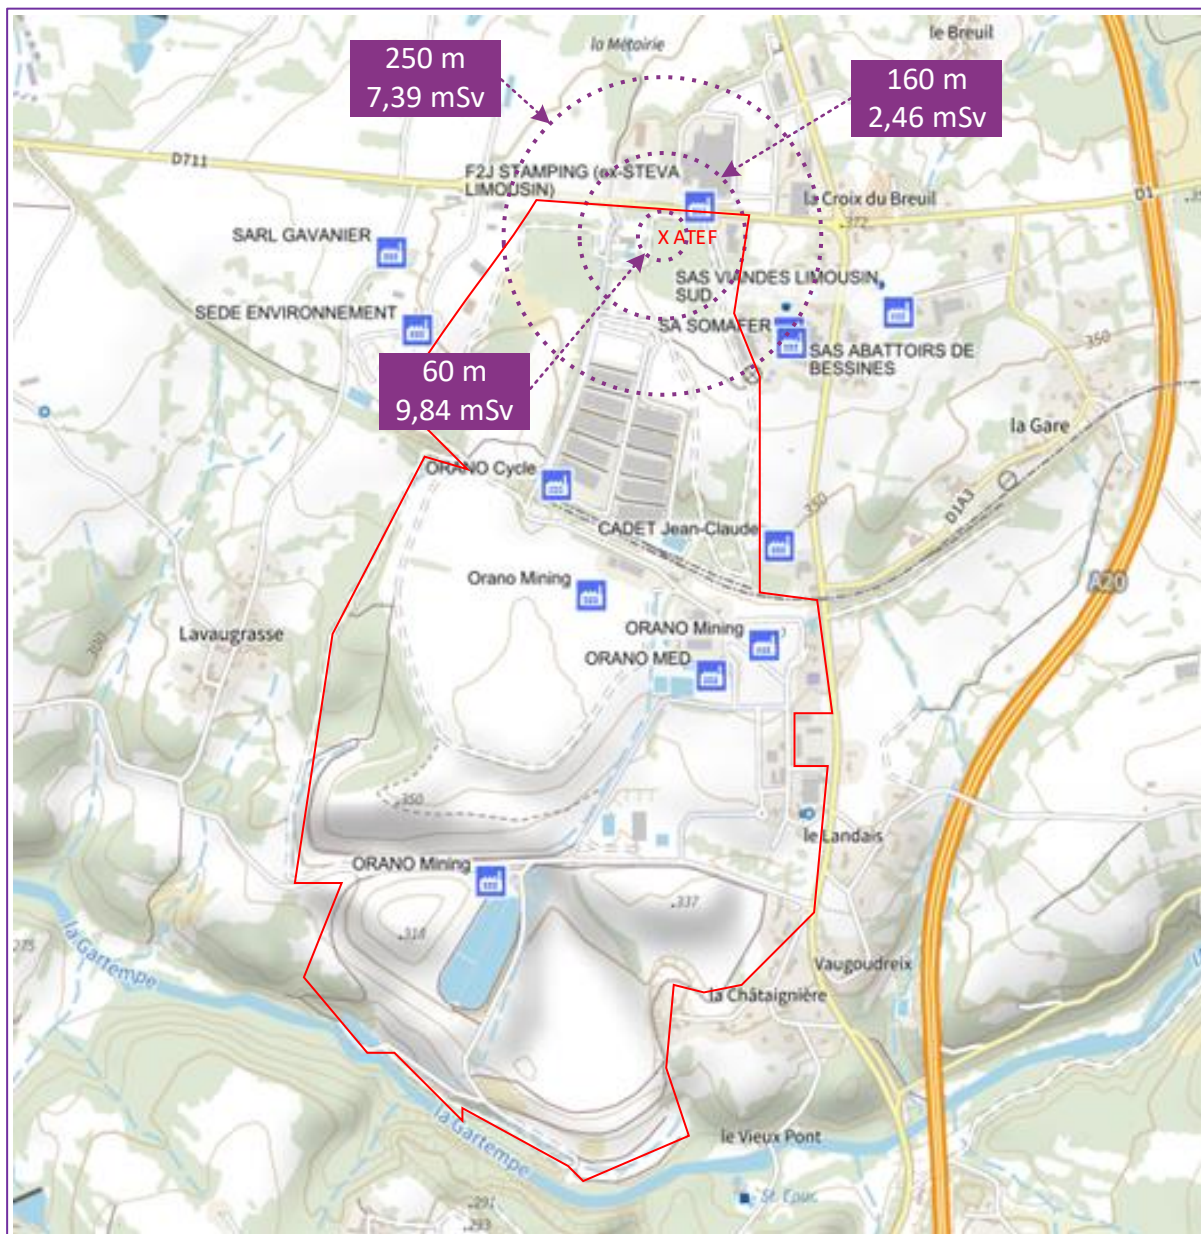 le Breuil
la Métairie
250 m
7,39 mSv
160 m
2,46 mSv
D711
F2J STAMPING (ex-STEVA
LIMOUSIN)
D1
la Croix du Breuil
372
X ATEF
SARL GAVANIER
SAS VIANDES LIMOUSIN
SUD
SEDE ENVIRONNEMENT
SA SOMAFER
350
SAS ABATTOIRS DE
BESSINES
60 m
9,84 mSv
la Gare
ORANO Cycle
D1A3
350
CADET Jean-Claude
A20
Orano Mining
Lavaugrasse
ORANO Mining
ORANO MED
350
le Landais
ORANO Mining
337
318
275
la Gartempe
Vaugoudreix
la Châtaignière
la Gartempe
le Vieux Pont
291
293